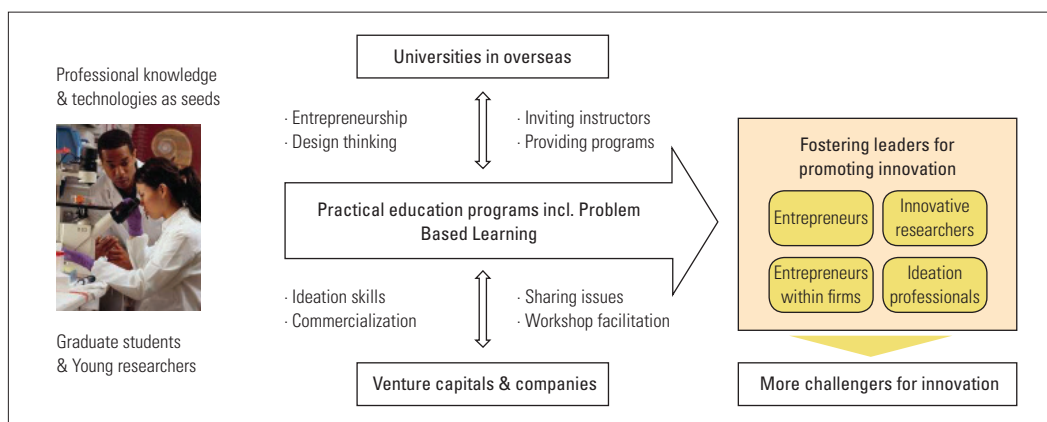 Professional knowledge
& technologies as seeds
Graduate students
& Young researchers
Universities in overseas
· Entrepreneurship
· Design thinking
· Inviting instructors
· Providing programs
Practical education programs incl. Problem
Based Learning
· Ideation skills
· Commercialization
· Sharing issues
· Workshop facilitation
Venture capitals & companies
Fostering leaders for
promoting innovation
Entrepreneurs
Innovative
researchers
Entrepreneurs
within firms
Ideation
professionals
More challengers for innovation